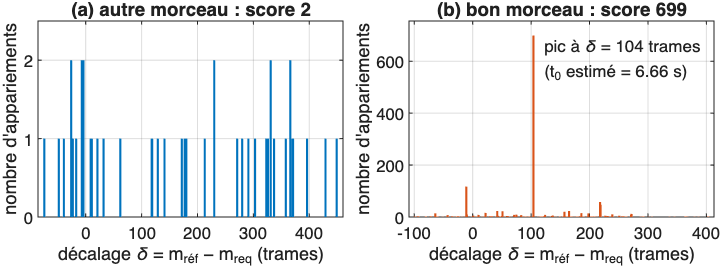 (a) autre morceau : score 2
nombre d'appariements
2
1
0
0
100
200
300
400
décalage δ = m_réf − m_req (trames)
(b) bon morceau : score 699
nombre d'appariements
pic à δ = 104 trames
(t_0 estimé = 6.66 s)
600
400
200
0
-100
0
100
200
300
400
décalage δ = m_réf − m_req (trames)